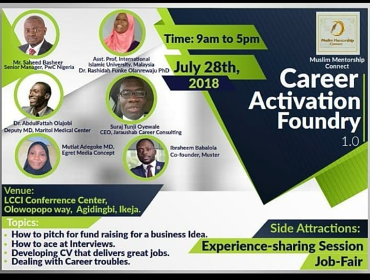 Mr. Saheed Basheer
Senior Manager, PwC Nigeria
Asst. Prof, International
Islamic University, Malaysia
Dr. Rashidah Funke Olanrewaju PhD
Dr. AbdulFattah Olajobi
Deputy MD, Maritol Medical Center
Suraj Tunji Oyewale
CEO, Jarushub Career Consulting
Mutiat Adegoke MD,
Egret Media Concept
Ibraheem Babalola
Co-founder, Muster
Time: 9am to 5pm
July 28th,
2018
Muslim Mentorship
Connect
Career
Activation
Foundry
1.0
Venue:
LCCI Conference Center,
Olowopopo way, Agidingbi, Ikeja.
Topics:
How to pitch for fund raising for a business Idea.
How to ace at Interviews.
Developing CV that delivers great jobs.
Dealing with Career troubles.
Side Attractions:
Experience-sharing Session
Job-Fair